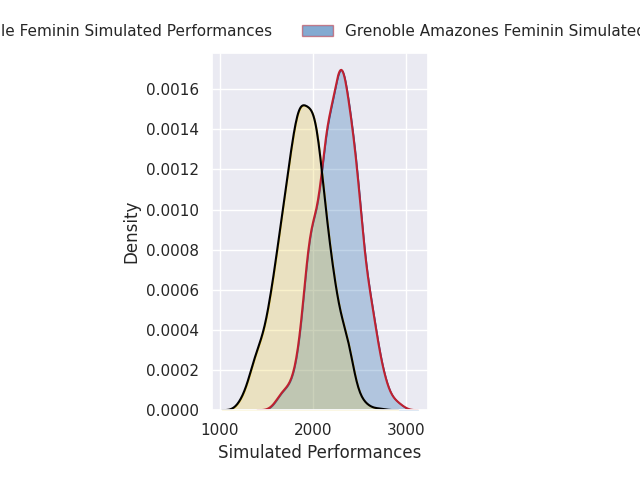 Feminin Simulated Performances Grenoble Amazones Feminin Simulated
0.0016
0.0014
0.0012
0.0010
0.0008
0.0006
0.0004
0.0002
0.0000
Density
1000 2000 3000
Simulated Performances